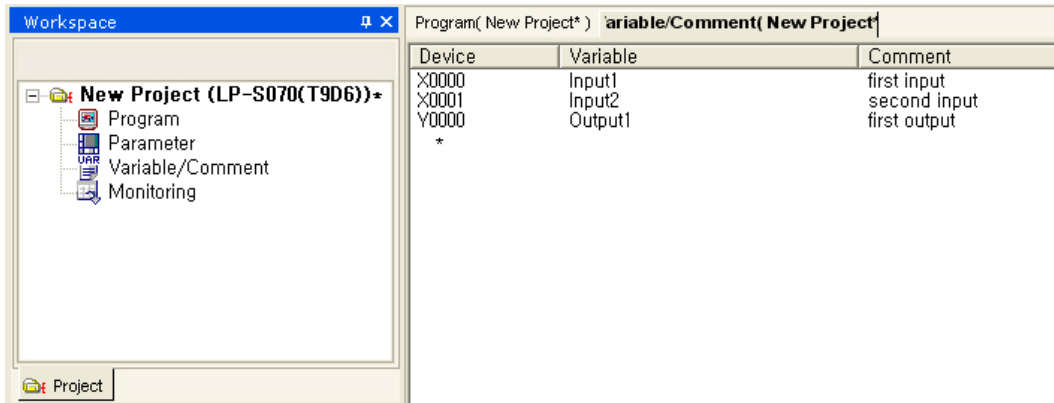 Workspace
New Project (LP-S070(T9D6))*
Program
Parameter
Variable/Comment
Monitoring
Project
Program( New Project* ) ariable/Comment( New Project*
Device Variable Comment
X0000 Input1 first input
X0001 Input2 second input
Y0000 Output1 first output
*